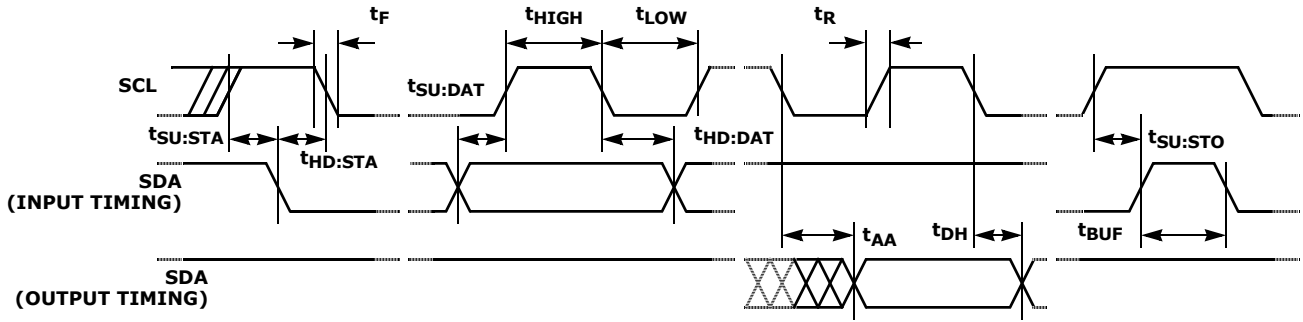 tF
tHIGH
tLOW
tR
SCL
tSU:DAT
tSU:STA
tHD:STA
tHD:DAT
tSU:STO
SDA
(INPUT TIMING)
tAA
tDH
tBUF
SDA
(OUTPUT TIMING)